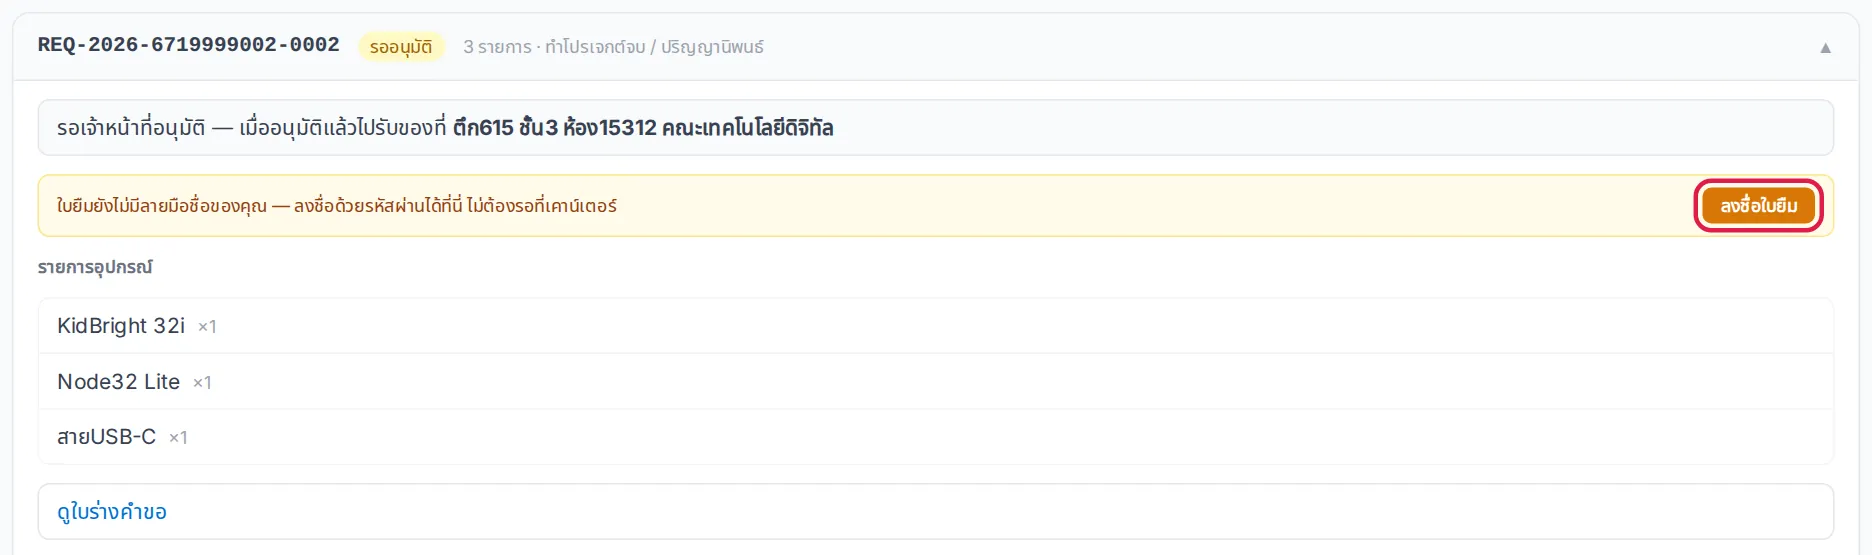 REQ-2026-6719999002-0002 รออนุมัติ 3 รายการ · ทำโปรเจกต์จบ / ปริญญานิพนธ์ ▲
รอเจ้าหน้าที่อนุมัติ — เมื่ออนุมัติแล้วไปรับของที่ ตึก615 ชั้น3 ห้อง15312 คณะเทคโนโลยีดิจิทัล
ใบยืมยังไม่มีลายมือชื่อของคุณ — ลงชื่อด้วยรหัสผ่านได้ที่นี่ ไม่ต้องรอที่เคาน์เตอร์ ลงชื่อใบยืม
รายการอุปกรณ์
KidBright 32i ×1
Node32 Lite ×1
สายUSB-C ×1
ดูใบร่างคำขอ